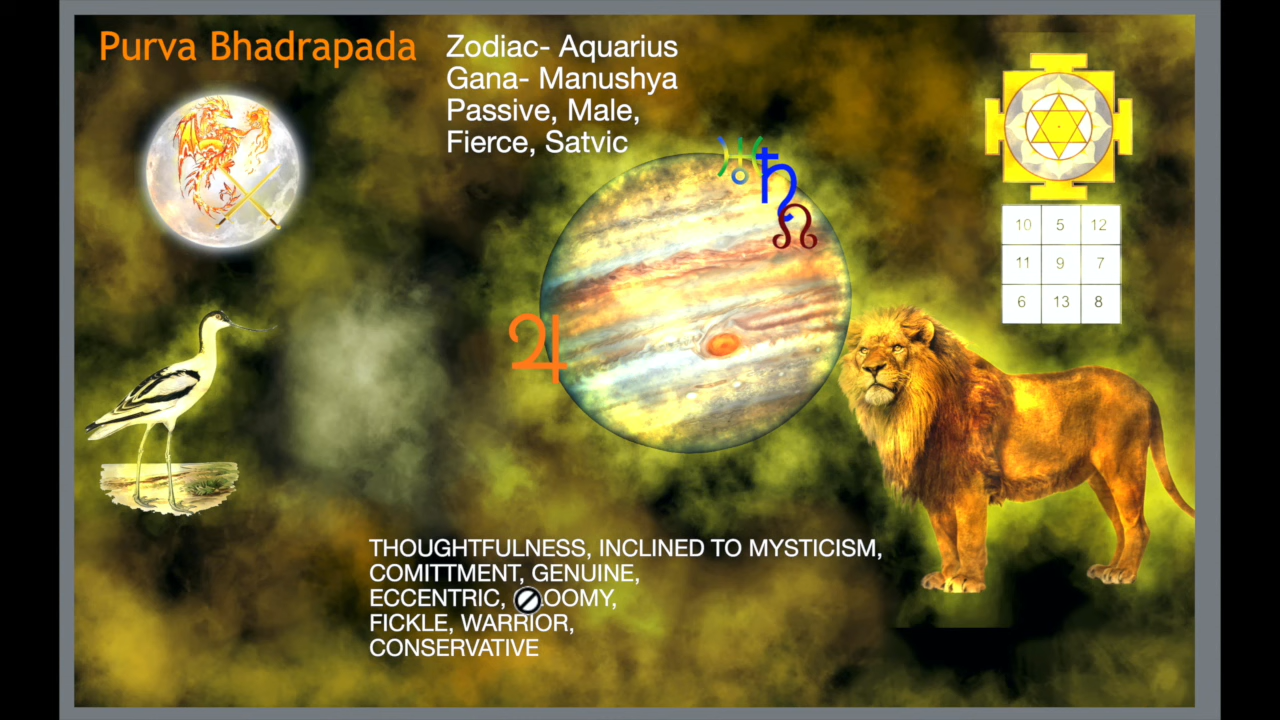 Purva Bhadrapada
Zodiac- Aquarius
Gana- Manushya
Passive, Male,
Fierce, Satvic
10 5 12
11 9 7
6 13 8
THOUGHTFULNESS, INCLINED TO MYSTICISM,
COMITTMENT, GENUINE,
ECCENTRIC,
FICKLE, WARRIOR,
CONSERVATIVE